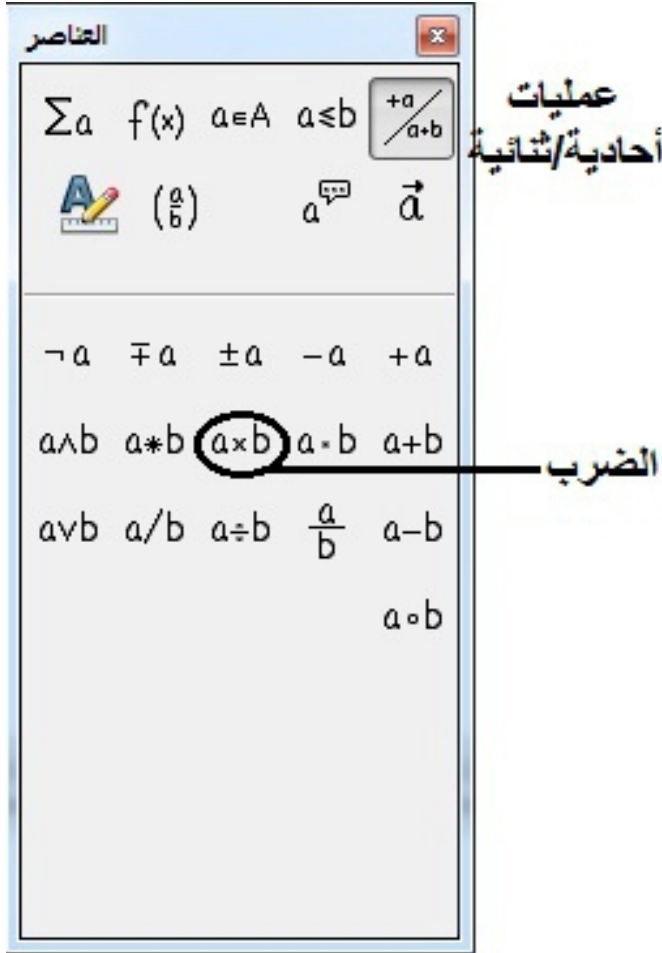 العناصر
Σa f(x) a∈A a≤b +a/a+b
(a/b) a a⃗
عمليات
أحادية/ثنائية
¬a ∓a ±a −a +a
a∧b a∗b a×b a·b a+b
الضرب
a∨b a/b a÷b a/b a−b
a∘b